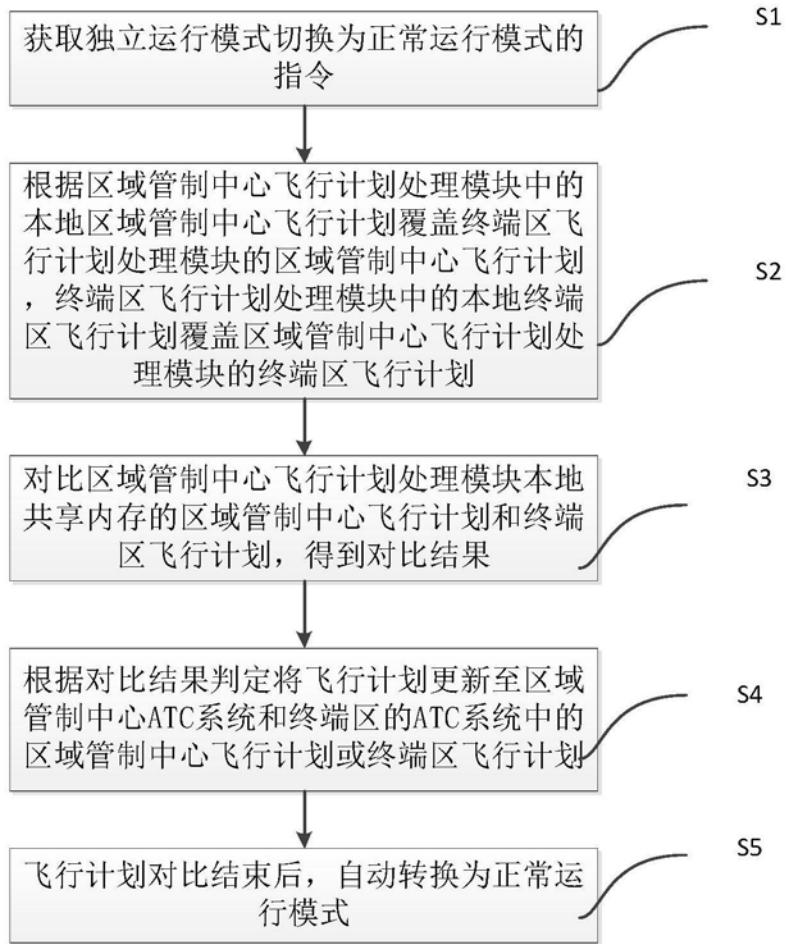 获取独立运行模式切换为正常运行模式的
指令
S1
根据区域管制中心飞行计划处理模块中的
本地区域管制中心飞行计划覆盖终端区飞
行计划处理模块的区域管制中心飞行计划
，终端区飞行计划处理模块中的本地终端
区飞行计划覆盖区域管制中心飞行计划处
理模块的终端区飞行计划
S2
对比区域管制中心飞行计划处理模块本地
共享内存的区域管制中心飞行计划和终端
区飞行计划，得到对比结果
S3
根据对比结果判定将飞行计划更新至区域
管制中心ATC系统和终端区的ATC系统中的
区域管制中心飞行计划或终端区飞行计划
S4
飞行计划对比结束后，自动转换为正常运
行模式
S5